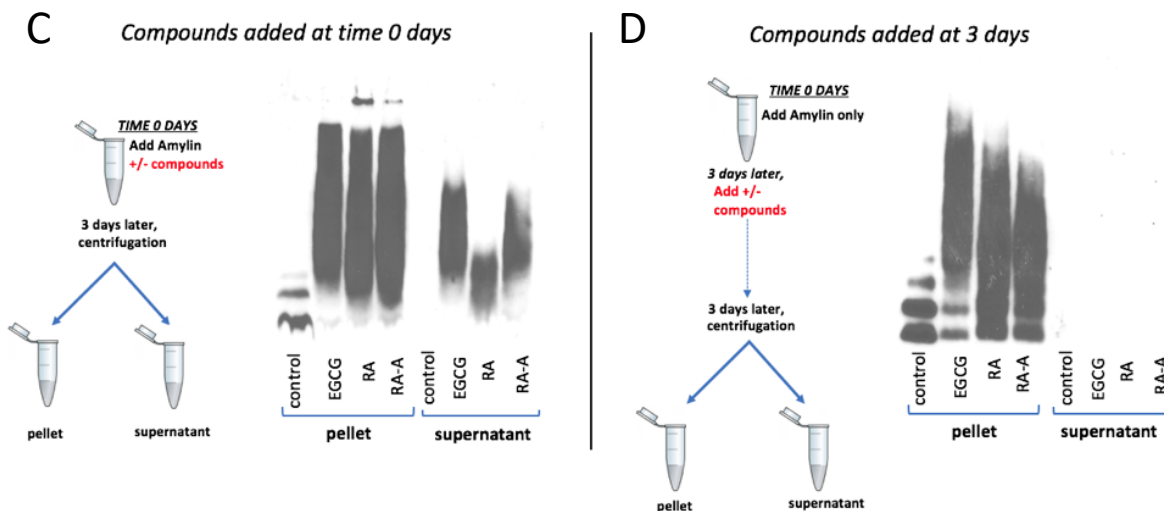 C
Compounds added at time 0 days
TIME 0 DAYS
Add Amylin
+/- compounds
3 days later,
centrifugation
pellet
supernatant
control
EGCG
RA
RA-A
control
EGCG
RA
RA-A
pellet
supernatant
D
Compounds added at 3 days
TIME 0 DAYS
Add Amylin only
3 days later,
Add +/-
compounds
3 days later,
centrifugation
pellet
supernatant
control
EGCG
RA
RA-A
control
EGCG
RA
RA-A
pellet
supernatant